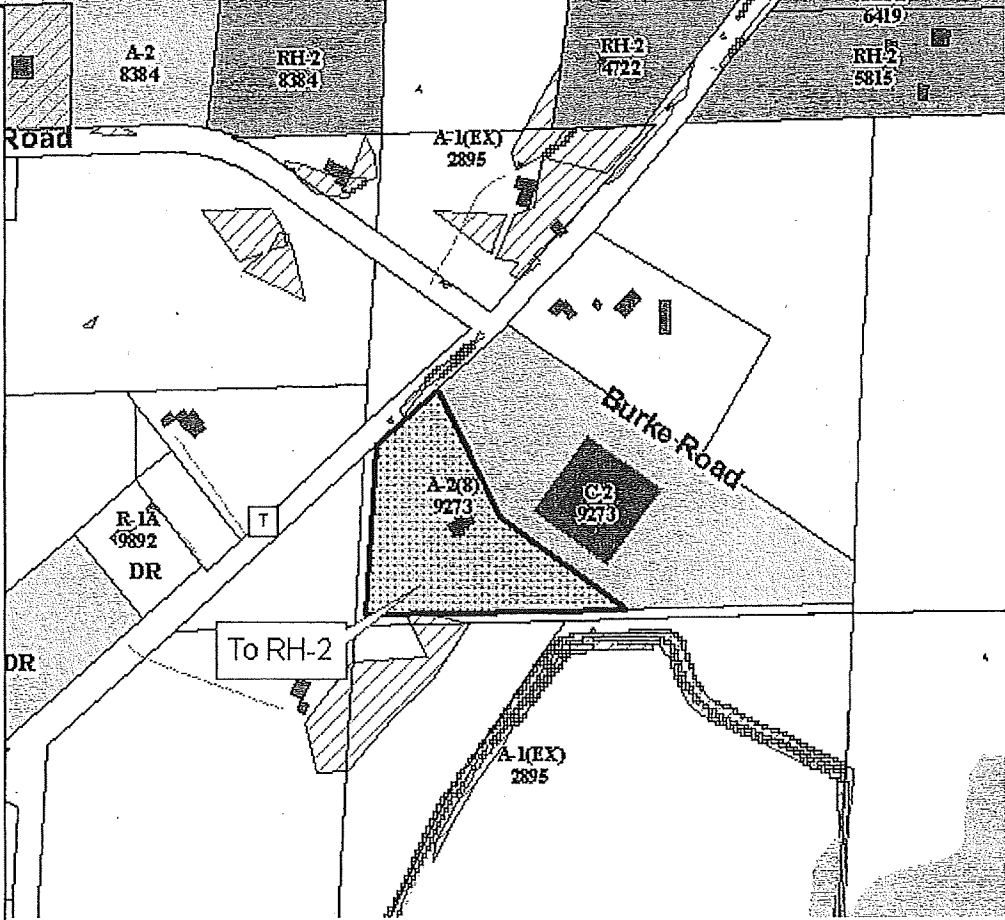 6419
A-2
8384
RH-2
8384
RH-2
4722
RH-2
5815
Road
A-1(EX)
2895
Burke Road
A-2(8)
9273
C-2
9273
R-1A
9892
DR
T
To RH-2
DR
A-1(EX)
2895